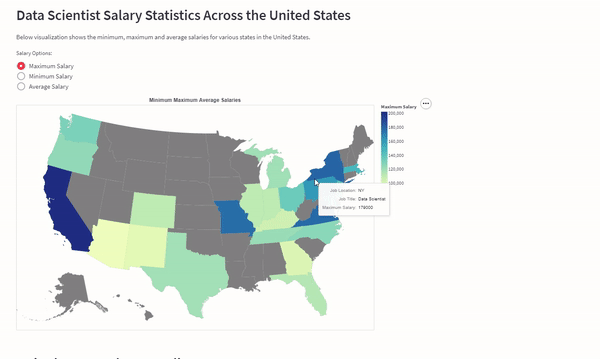 Data Scientist Salary Statistics Across the United States
Below visualization shows the minimum, maximum and average salaries for various states in the United States.
Salary Options:
Maximum Salary
Minimum Salary
Average Salary
Minimum Maximum Average Salaries
Maximum Salary
200,000
180,000
160,000
140,000
120,000
100,000
Job Location: NY
Job Title: Data Scientist
Maximum Salary: 178000